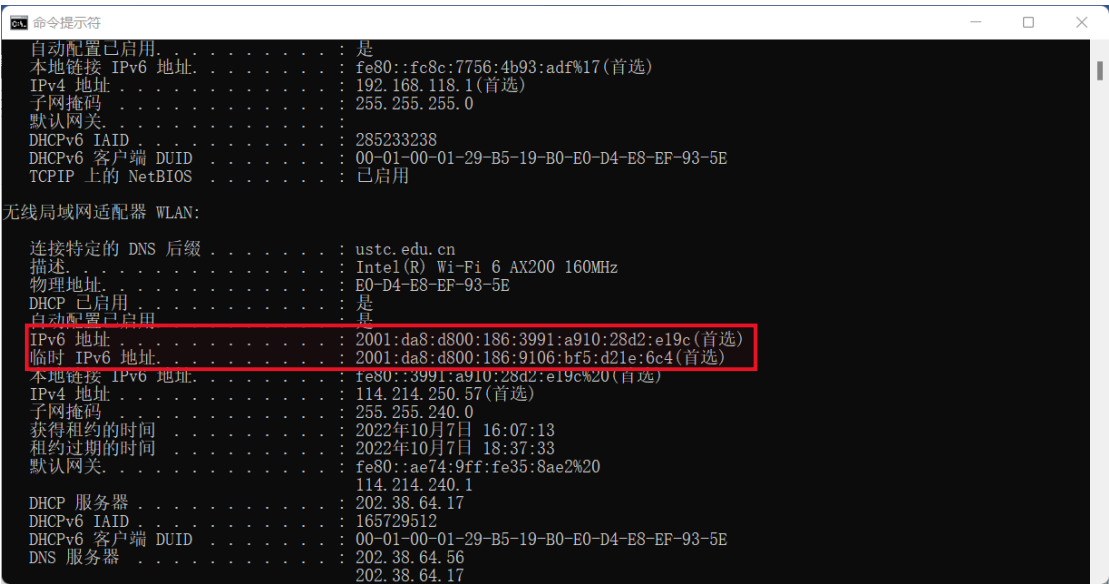 命令提示符
自动配置已启用. . . . . . . . . . : 是
本地链接 IPv6 地址. . . . . . . . : fe80::fc8c:7756:4b93:adf%17(首选)
IPv4 地址 . . . . . . . . . . . . : 192.168.118.1(首选)
子网掩码 . . . . . . . . . . . . : 255.255.255.0
默认网关. . . . . . . . . . . . . :
DHCPv6 IAID . . . . . . . . . . . : 285233238
DHCPv6 客户端 DUID . . . . . . . : 00-01-00-01-29-B5-19-B0-E0-D4-E8-EF-93-5E
TCPIP 上的 NetBIOS . . . . . . . : 已启用
无线局域网适配器 WLAN:
连接特定的 DNS 后缀 . . . . . . . : ustc.edu.cn
描述. . . . . . . . . . . . . . . : Intel(R) Wi-Fi 6 AX200 160MHz
物理地址. . . . . . . . . . . . . : E0-D4-E8-EF-93-5E
DHCP 已启用 . . . . . . . . . . . : 是
自动配置已启用. . . . . . . . . . : 是
IPv6 地址 . . . . . . . . . . . . : 2001:da8:d800:186:3991:a910:28d2:e19c(首选)
临时 IPv6 地址. . . . . . . . . . : 2001:da8:d800:186:9106:bf5:d21e:6c4(首选)
本地链接 IPv6 地址. . . . . . . . : fe80::3991:a910:28d2:e19c%20(首选)
IPv4 地址 . . . . . . . . . . . . : 114.214.250.57(首选)
子网掩码 . . . . . . . . . . . . : 255.255.240.0
获得租约的时间 . . . . . . . . . : 2022年10月7日 16:07:13
租约过期的时间 . . . . . . . . . : 2022年10月7日 18:37:33
默认网关. . . . . . . . . . . . . : fe80::ae74:9ff:fe35:8ae2%20
114.214.240.1
DHCP 服务器 . . . . . . . . . . . : 202.38.64.17
DHCPv6 IAID . . . . . . . . . . . : 165729512
DHCPv6 客户端 DUID . . . . . . . : 00-01-00-01-29-B5-19-B0-E0-D4-E8-EF-93-5E
DNS 服务器 . . . . . . . . . . . : 202.38.64.56
202.38.64.17